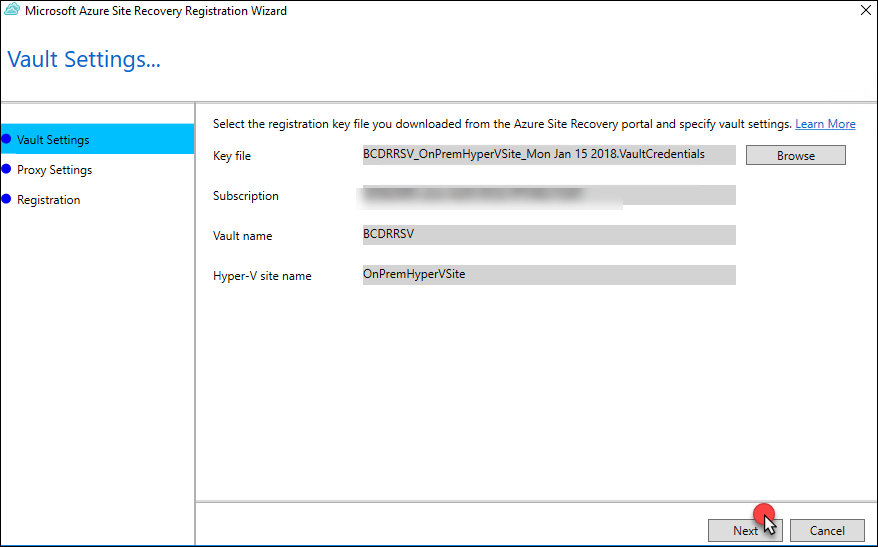 Microsoft Azure Site Recovery Registration Wizard
Vault Settings...
Vault Settings
Proxy Settings
Registration
Select the registration key file you downloaded from the Azure Site Recovery portal and specify vault settings. Learn More
Key file BCDRRSV_OnPremHyperVSite_Mon Jan 15 2018.VaultCredentials Browse
Subscription
Vault name BCDRRSV
Hyper-V site name OnPremHyperVSite
Next Cancel